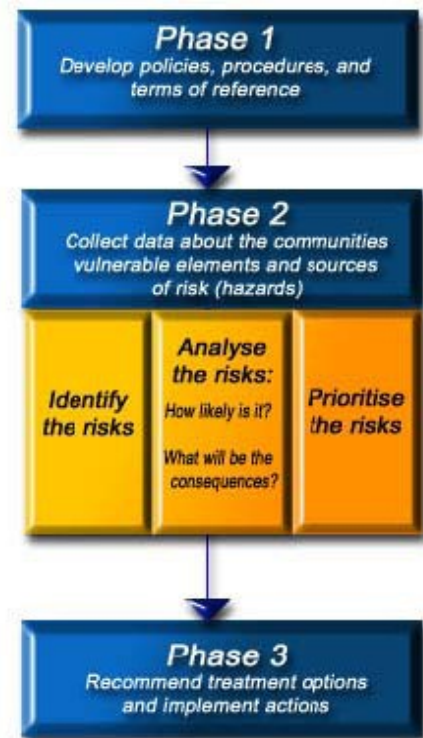 Phase 1
Develop policies, procedures, and
terms of reference
Phase 2
Collect data about the communities
vulnerable elements and sources
of risk (hazards)
Identify
the risks
Analyse
the risks:
How likely is it?
What will be the
consequences?
Prioritise
the risks
Phase 3
Recommend treatment options
and implement actions